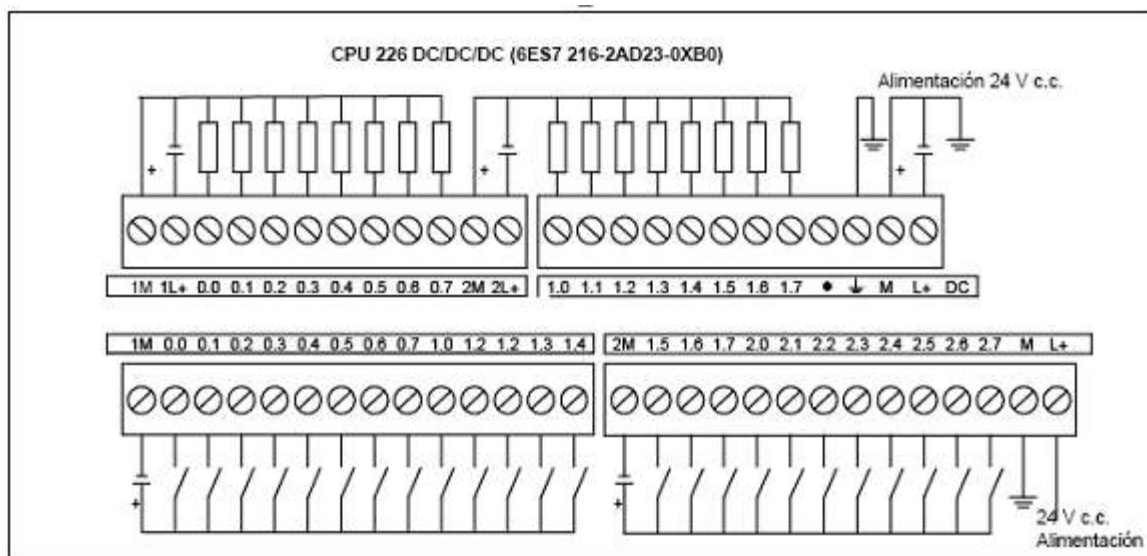 CPU 226 DC/DC/DC (6ES7 216-2AD23-0XB0)
Alimentación 24 V c.c.
+ + +
1M 1L+ 0.0 0.1 0.2 0.3 0.4 0.5 0.6 0.7 2M 2L+ 1.0 1.1 1.2 1.3 1.4 1.5 1.6 1.7 M L+ DC
1M 0.0 0.1 0.2 0.3 0.4 0.5 0.6 0.7 1.0 1.2 1.2 1.3 1.4 2M 1.5 1.6 1.7 2.0 2.1 2.2 2.3 2.4 2.5 2.6 2.7 M L+
+ +
24 V c.c.
Alimentación